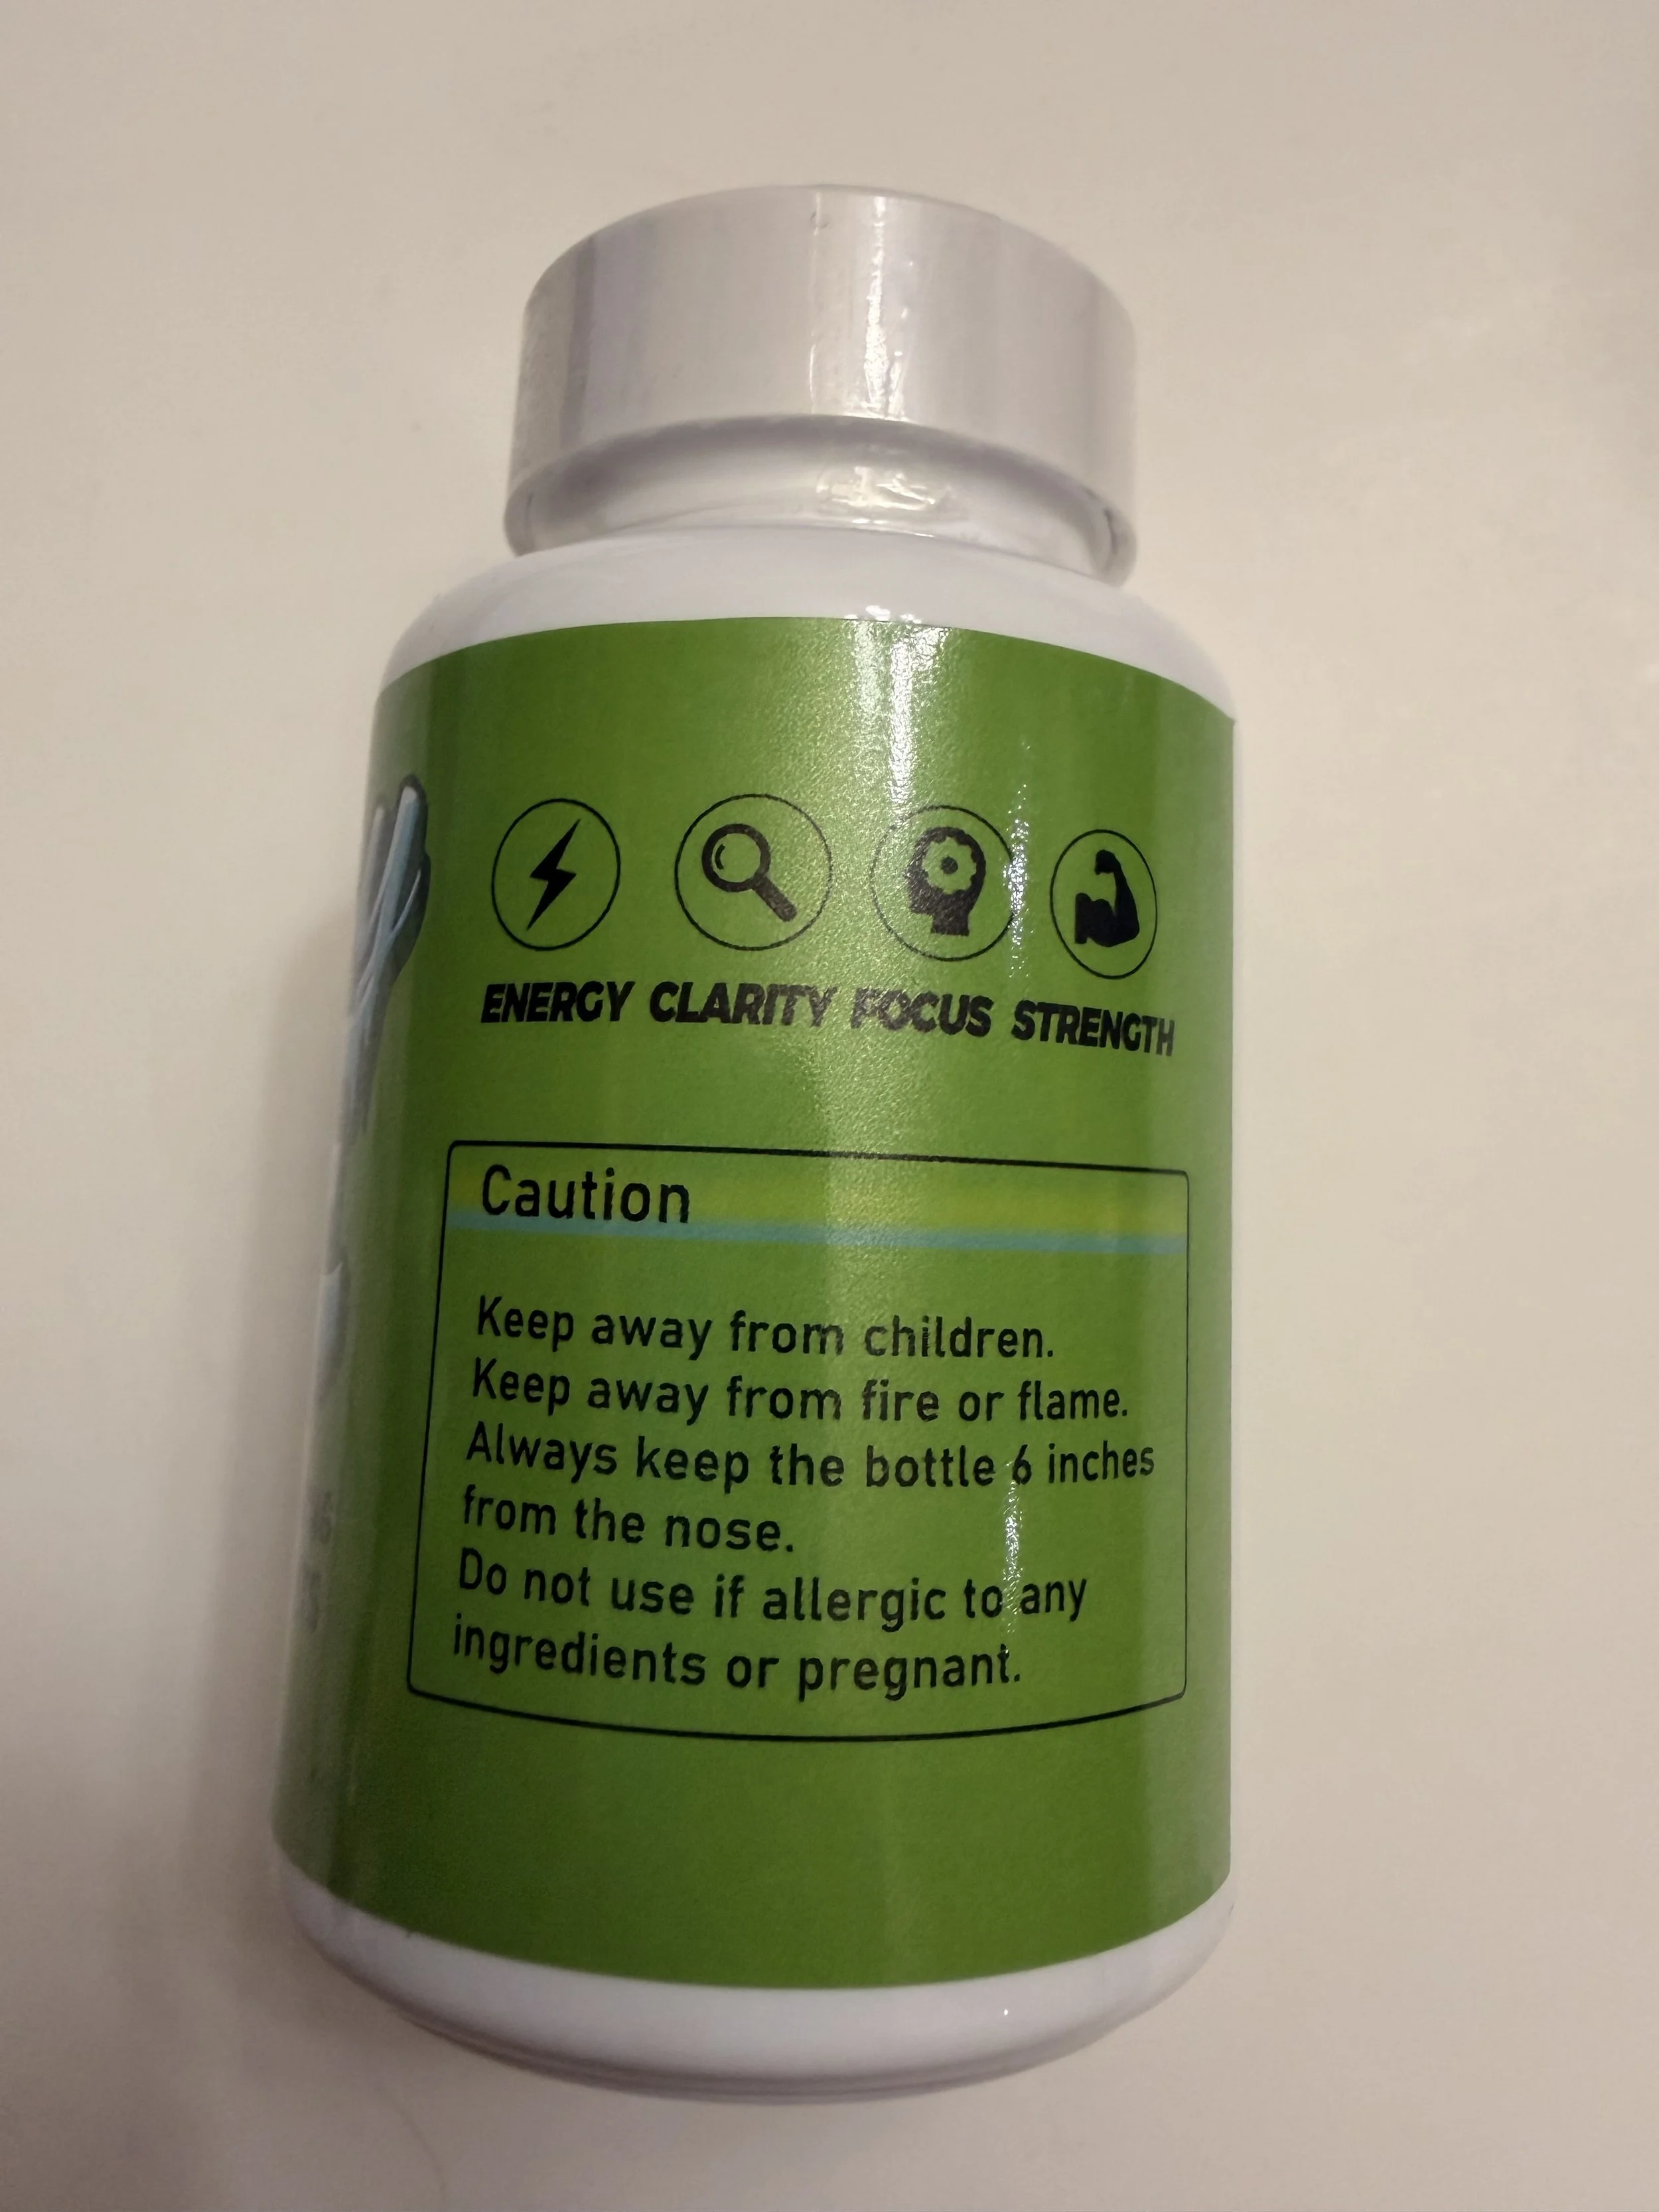 ENERGY CLARITY FOCUS STRENGTH
Caution
Keep away from children.
Keep away from fire or flame.
Always keep the bottle 6 inches
from the nose.
Do not use if allergic to any
ingredients or pregnant.